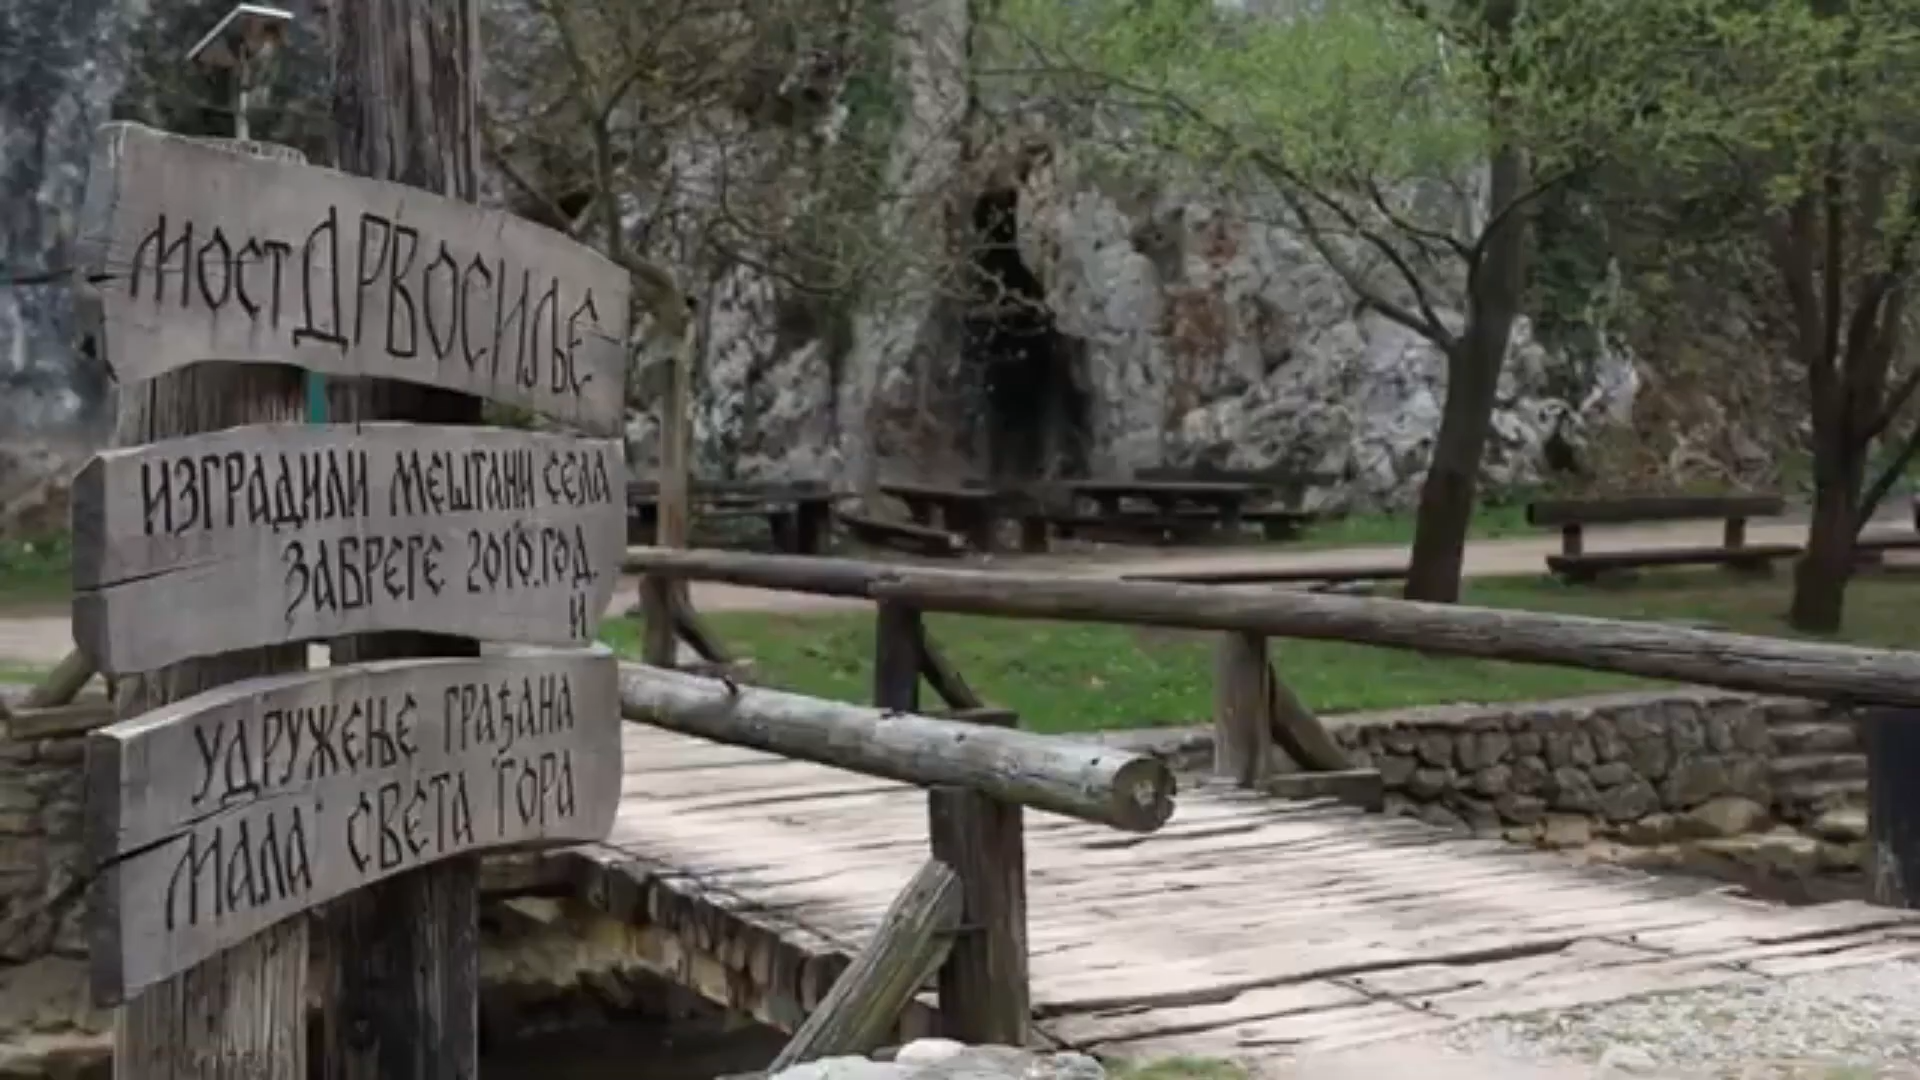 мост ДРВОСИЉЕ
ИЗГРАДИЛИ МЕШТАНИ СЕЛА
ЗАБРЕГЕ 2010.ГОД.
И
УДРУЖЕЊЕ ГРАЂАНА
МАЛА СВЕТА ГОРА